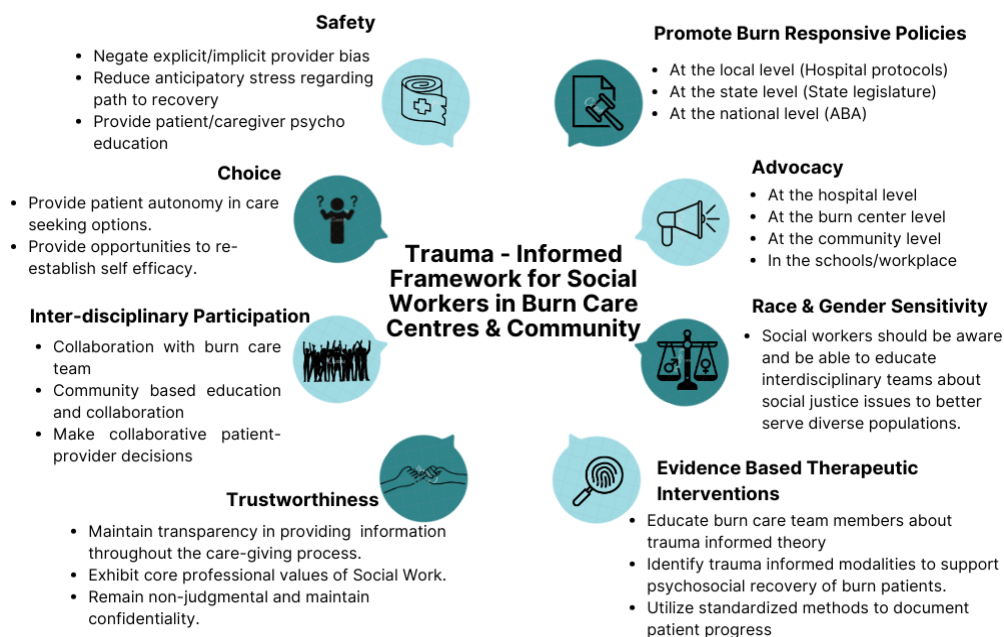 Safety
• Negate explicit/implicit provider bias
• Reduce anticipatory stress regarding
path to recovery
• Provide patient/caregiver psycho
education
Choice
• Provide patient autonomy in care
seeking options.
• Provide opportunities to re-
establish self efficacy.
Inter-disciplinary Participation
• Collaboration with burn care
team
• Community based education
and collaboration
• Make collaborative patient-
provider decisions
Trustworthiness
• Maintain transparency in providing information
throughout the care-giving process.
• Exhibit core professional values of Social Work.
• Remain non-judgmental and maintain
confidentiality.
? ?
Trauma - Informed
Framework for Social
Workers in Burn Care
Centres & Community
Promote Burn Responsive Policies
• At the local level (Hospital protocols)
• At the state level (State legislature)
• At the national level (ABA)
Advocacy
• At the hospital level
• At the burn center level
• At the community level
• In the schools/workplace
Race & Gender Sensitivity
• Social workers should be aware
and be able to educate
interdisciplinary teams about
social justice issues to better
serve diverse populations.
Evidence Based Therapeutic
Interventions
• Educate burn care team members about
trauma informed theory
• Identify trauma informed modalities to support
psychosocial recovery of burn patients.
• Utilize standardized methods to document
patient progress